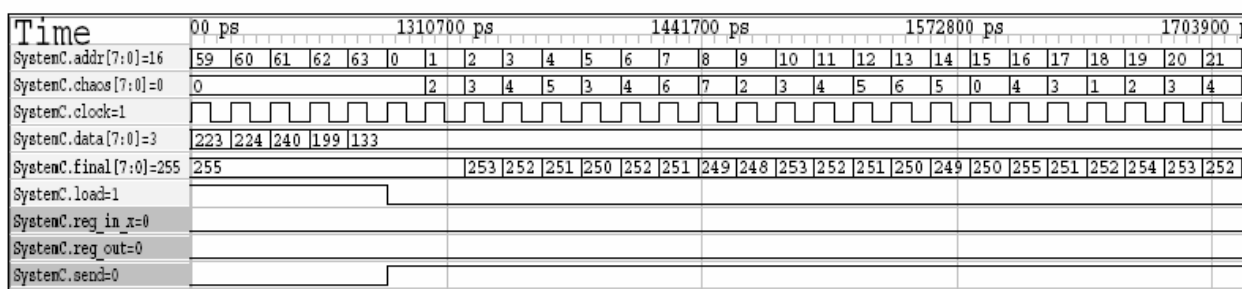 Time 00 ps 1310700 ps 1441700 ps 1572800 ps 1703900
SystemC.addr[7:0]=16 59 60 61 62 63 0 1 2 3 4 5 6 7 8 9 10 11 12 13 14 15 16 17 18 19 20 21
SystemC.chaos[7:0]=0 0 2 3 4 5 3 4 6 7 2 3 4 5 6 5 0 4 3 1 2 3 4
SystemC.clock=1
SystemC.data[7:0]=3 223 224 240 199 133
SystemC.final[7:0]=255 255 253 252 251 250 252 251 249 248 253 252 251 250 249 250 255 251 252 254 253 252
SystemC.load=1
SystemC.reg_in_x=0
SystemC.reg_out=0
SystemC.send=0